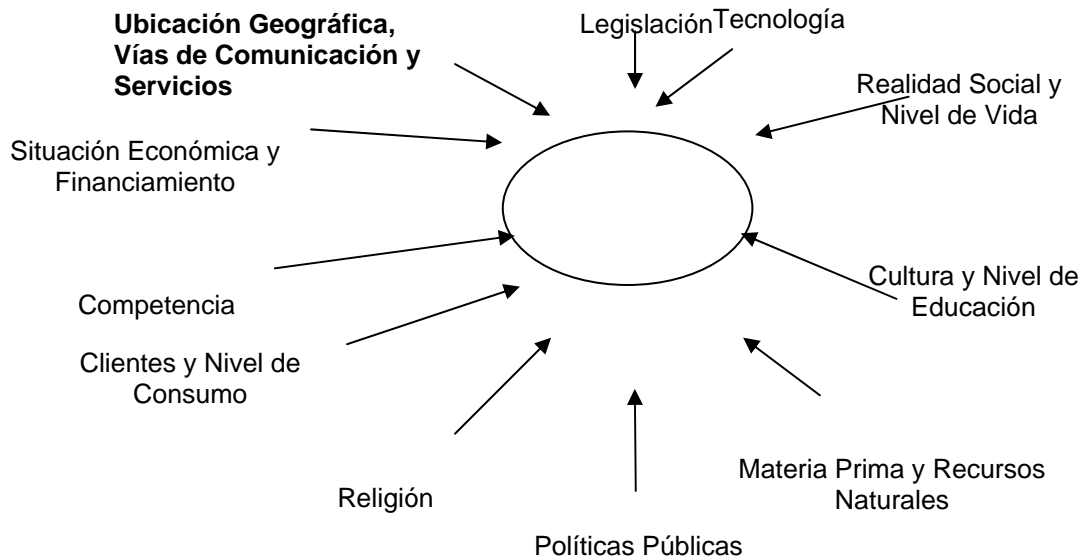 Ubicación Geográfica,
Vías de Comunicación y
Servicios
Legislación
Tecnología
Realidad Social y
Nivel de Vida
Situación Económica y
Financiamiento
Cultura y Nivel de
Educación
Competencia
Clientes y Nivel de
Consumo
Materia Prima y Recursos
Naturales
Religión
Políticas Públicas